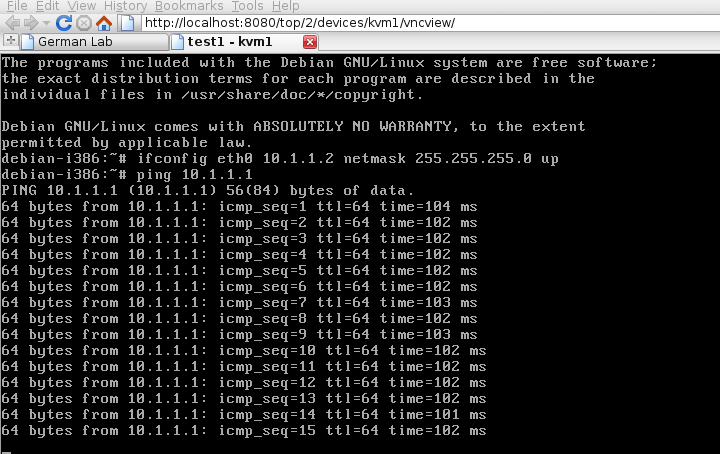 File Edit View History Bookmarks Tools Help
http://localhost:8080/top/2/devices/kvm1/vncview/
German Lab
test1 - kvm1
The programs included with the Debian GNU/Linux system are free software;
the exact distribution terms for each program are described in the
individual files in /usr/share/doc/*/copyright.
Debian GNU/Linux comes with ABSOLUTELY NO WARRANTY, to the extent
permitted by applicable law.
debian-i386:~# ifconfig eth0 10.1.1.2 netmask 255.255.255.0 up
debian-i386:~# ping 10.1.1.1
PING 10.1.1.1 (10.1.1.1) 56(84) bytes of data.
64 bytes from 10.1.1.1: icmp_seq=1 ttl=64 time=104 ms
64 bytes from 10.1.1.1: icmp_seq=2 ttl=64 time=102 ms
64 bytes from 10.1.1.1: icmp_seq=3 ttl=64 time=102 ms
64 bytes from 10.1.1.1: icmp_seq=4 ttl=64 time=102 ms
64 bytes from 10.1.1.1: icmp_seq=5 ttl=64 time=102 ms
64 bytes from 10.1.1.1: icmp_seq=6 ttl=64 time=102 ms
64 bytes from 10.1.1.1: icmp_seq=7 ttl=64 time=103 ms
64 bytes from 10.1.1.1: icmp_seq=8 ttl=64 time=102 ms
64 bytes from 10.1.1.1: icmp_seq=9 ttl=64 time=103 ms
64 bytes from 10.1.1.1: icmp_seq=10 ttl=64 time=102 ms
64 bytes from 10.1.1.1: icmp_seq=11 ttl=64 time=102 ms
64 bytes from 10.1.1.1: icmp_seq=12 ttl=64 time=102 ms
64 bytes from 10.1.1.1: icmp_seq=13 ttl=64 time=102 ms
64 bytes from 10.1.1.1: icmp_seq=14 ttl=64 time=101 ms
64 bytes from 10.1.1.1: icmp_seq=15 ttl=64 time=102 ms